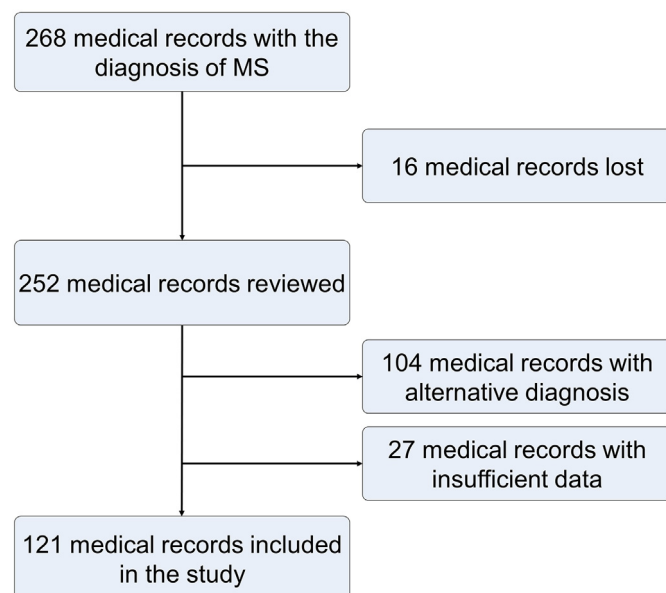 268 medical records with the
diagnosis of MS
16 medical records lost
252 medical records reviewed
104 medical records with
alternative diagnosis
27 medical records with
insufficient data
121 medical records included
in the study